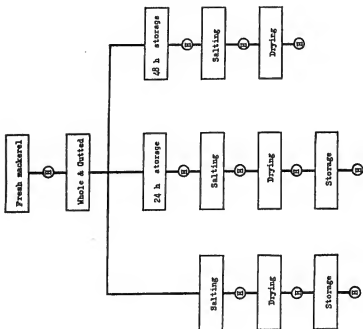 Fresh mackerel
H
Whole & Gutted
48 h storage
H
Salting
H
Drying
H
24 h storage
H
Salting
H
Drying
H
Storage
H
Salting
H
Drying
H
Storage
H